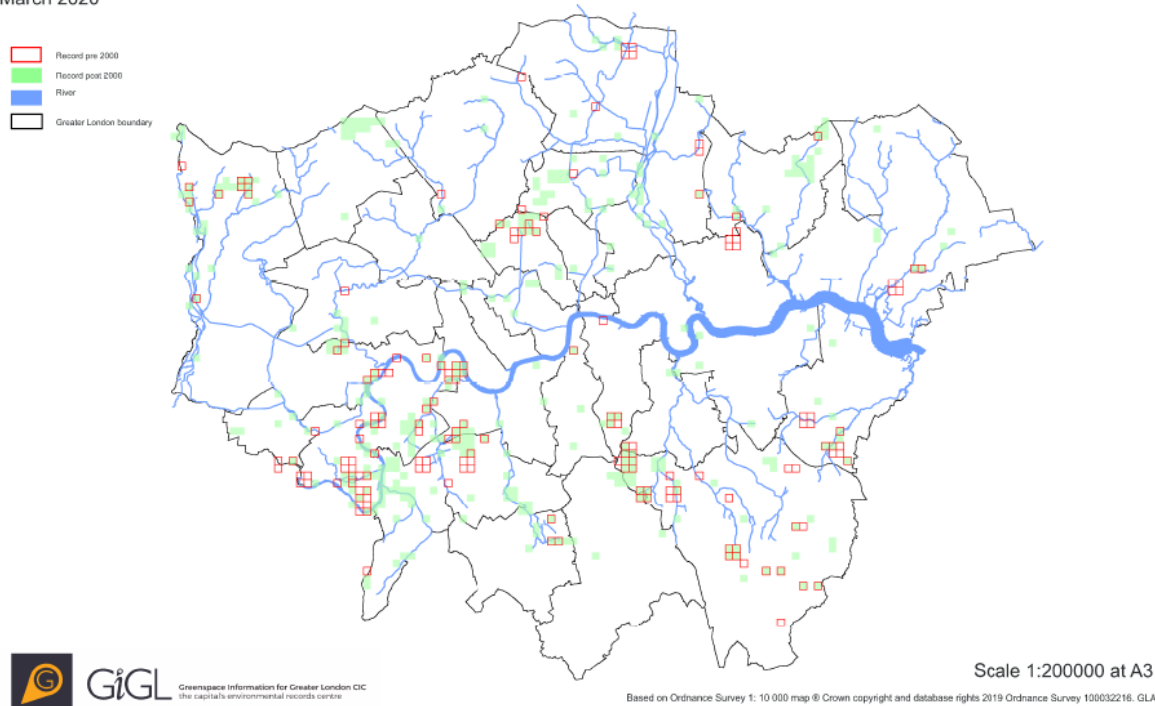 March 2020
Record pre 2000
Record post 2000
River
Greater London boundary
G
GiGL
Greenspace Information for Greater London CIC
the capital's environmental records centre
Scale 1:200000 at A3
Based on Ordnance Survey 1: 10 000 map ® Crown copyright and database rights 2019 Ordnance Survey 100032216. GLA